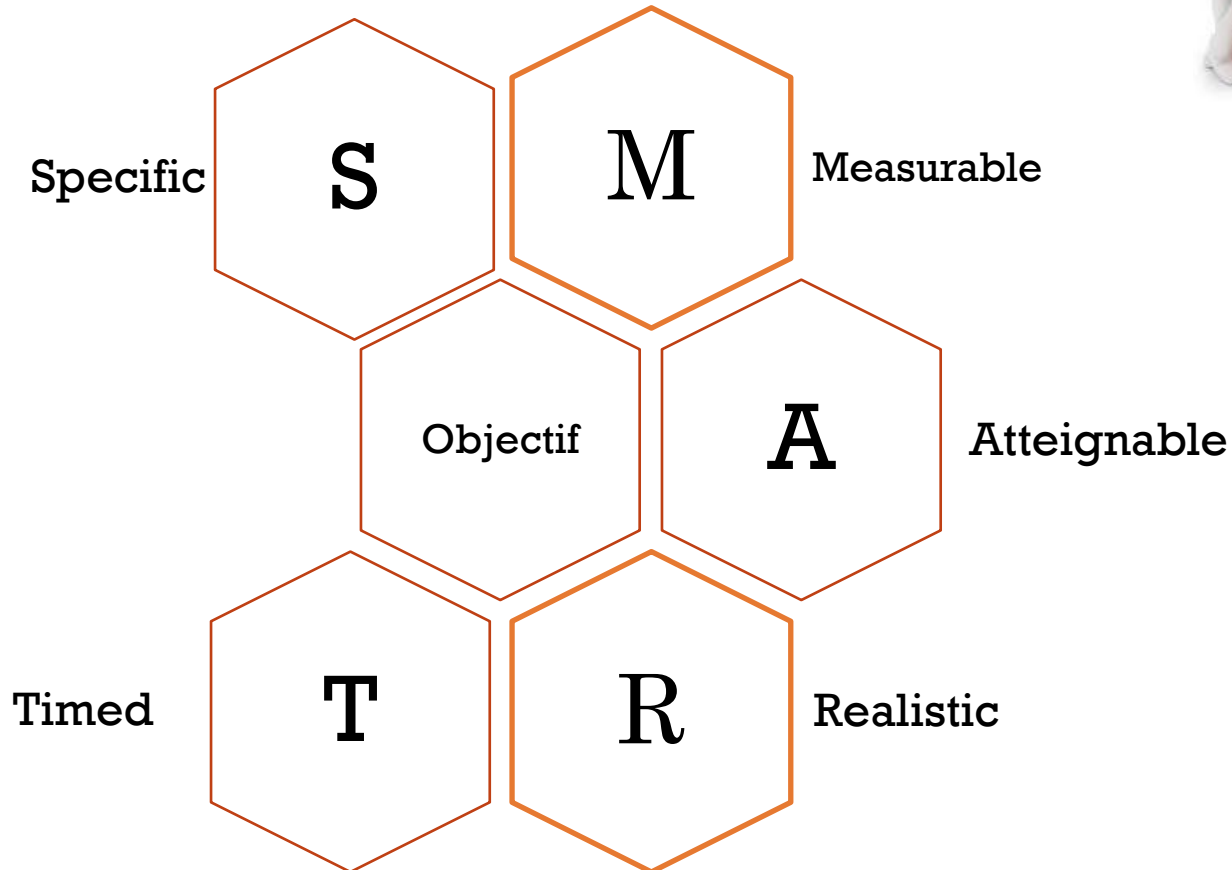 Specific
S
M
Measurable
Objectif
A
Atteignable
Timed
T
R
Realistic